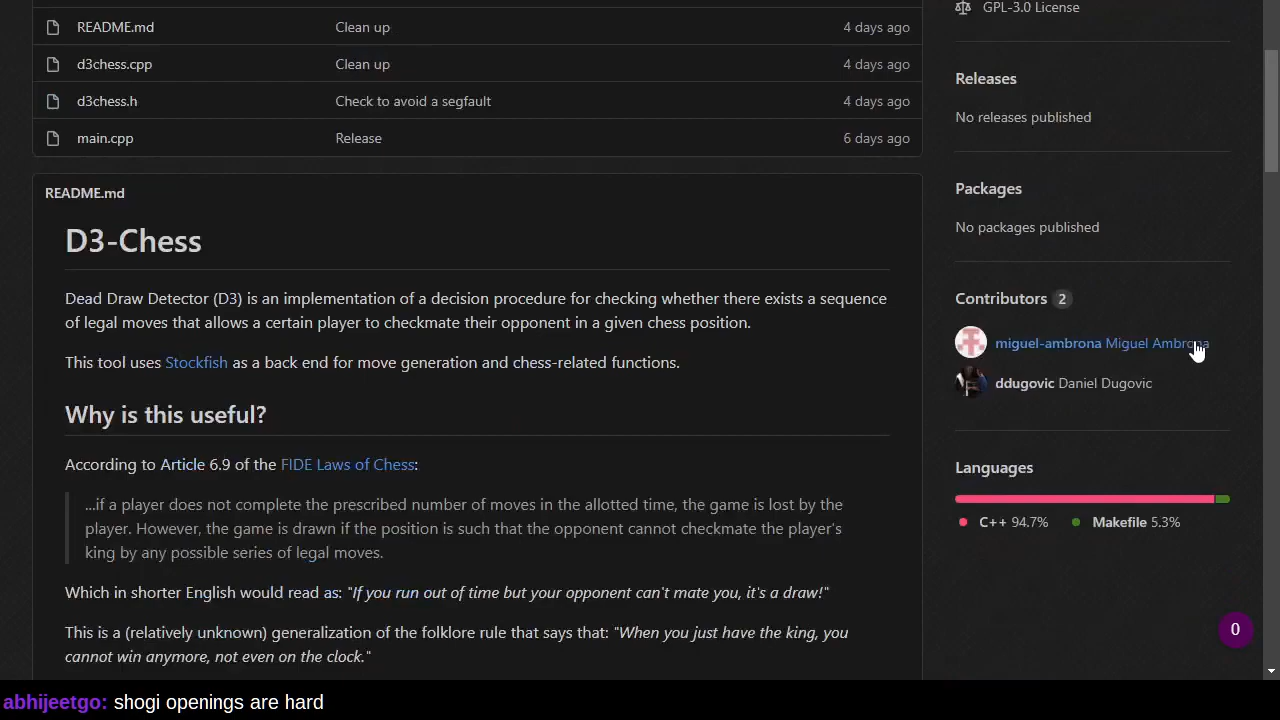 GPL-3.0 License
README.md Clean up 4 days ago
d3chess.cpp Clean up 4 days ago
d3chess.h Check to avoid a segfault 4 days ago
main.cpp Release 6 days ago
README.md
D3-Chess
Dead Draw Detector (D3) is an implementation of a decision procedure for checking whether there exists a sequence
of legal moves that allows a certain player to checkmate their opponent in a given chess position.
This tool uses Stockfish as a back end for move generation and chess-related functions.
Why is this useful?
According to Article 6.9 of the FIDE Laws of Chess:
...if a player does not complete the prescribed number of moves in the allotted time, the game is lost by the
player. However, the game is drawn if the position is such that the opponent cannot checkmate the player's
king by any possible series of legal moves.
Which in shorter English would read as: "If you run out of time but your opponent can't mate you, it's a draw!"
This is a (relatively unknown) generalization of the folklore rule that says that: "When you just have the king, you
cannot win anymore, not even on the clock."
Releases
No releases published
Packages
No packages published
Contributors 2
miguel-ambrona Miguel Ambrona
ddugovic Daniel Dugovic
Languages
C++ 94.7% Makefile 5.3%
0
abhijeetgo: shogi openings are hard